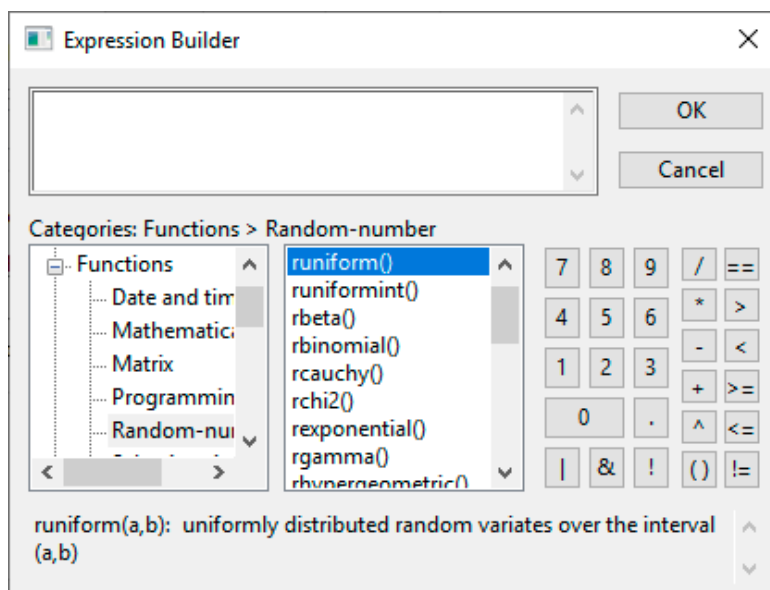 Expression Builder
OK
Cancel
Categories: Functions > Random-number
Functions
Date and tim
Mathematica
Matrix
Programmin
Random-nu
runiform()
runiformint()
rbeta()
rbinomial()
rcauchy()
rchi2()
rexponential()
rgamma()
rhypergeometric()
7 8 9 / ==
4 5 6 * >
1 2 3 - <
0 . + >=
^ <=
| & ! () !=
runiform(a,b): uniformly distributed random variates over the interval
(a,b)